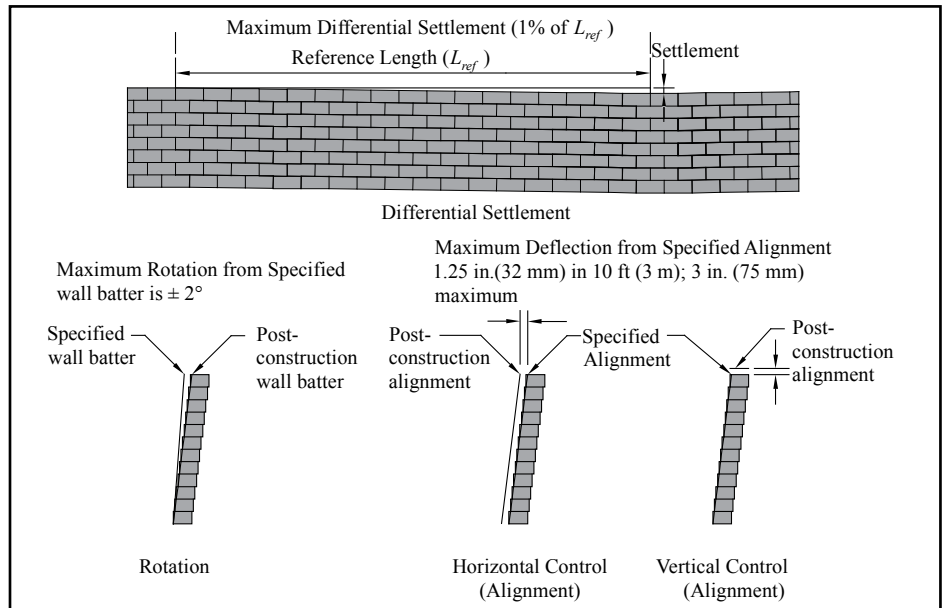 Maximum Differential Settlement (1% of Lref )
Reference Length (Lref )
Settlement
Differential Settlement
Maximum Rotation from Specified
wall batter is ± 2°
Maximum Deflection from Specified Alignment
1.25 in.(32 mm) in 10 ft (3 m); 3 in. (75 mm)
maximum
Specified
wall batter
Post-
construction
wall batter
Post-
construction
alignment
Specified
Alignment
Post-
construction
alignment
Rotation
Horizontal Control
(Alignment)
Vertical Control
(Alignment)